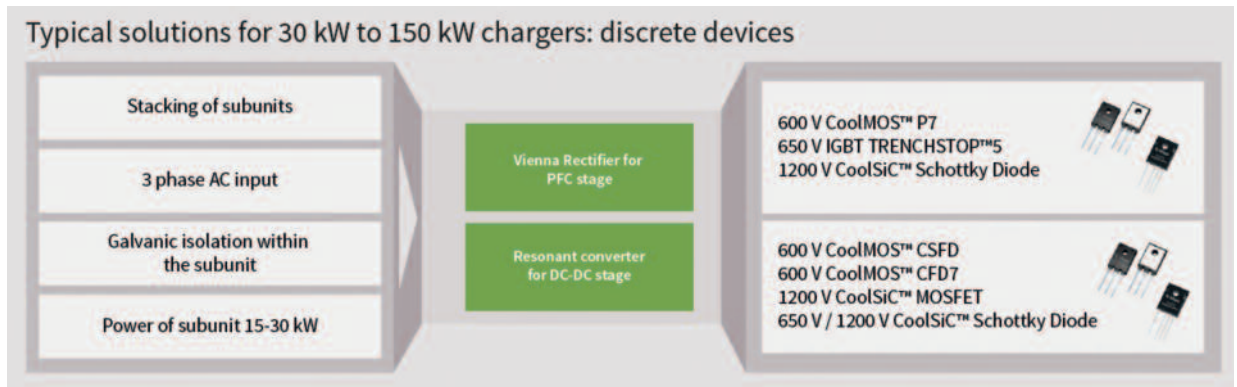 Typical solutions for 30 kW to 150 kW chargers: discrete devices
Stacking of subunits
3 phase AC input
Galvanic isolation within
the subunit
Power of subunit 15-30 kW
Vienna Rectifier for
PFC stage
Resonant converter
for DC-DC stage
600 V CoolMOS™ P7
650 V IGBT TRENCHSTOP™5
1200 V CoolSiC™ Schottky Diode
600 V CoolMOS™ CSFD
600 V CoolMOS™ CFD7
1200 V CoolSiC™ MOSFET
650 V / 1200 V CoolSiC™ Schottky Diode